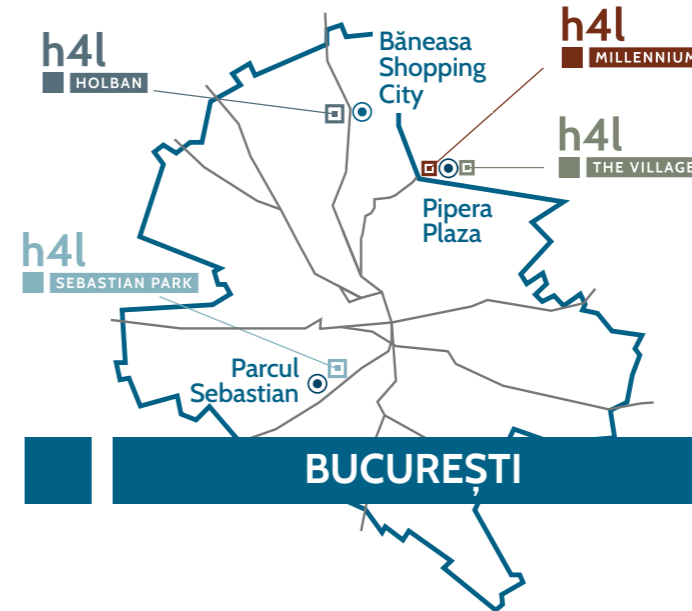 h4l
HOLBAN
Băneasa
Shopping
City
h4l
MILLENNIUM
h4l
THE VILLAGE
Pipera
Plaza
h4l
SEBASTIAN PARK
Parcul
Sebastian
BUCUREȘTI